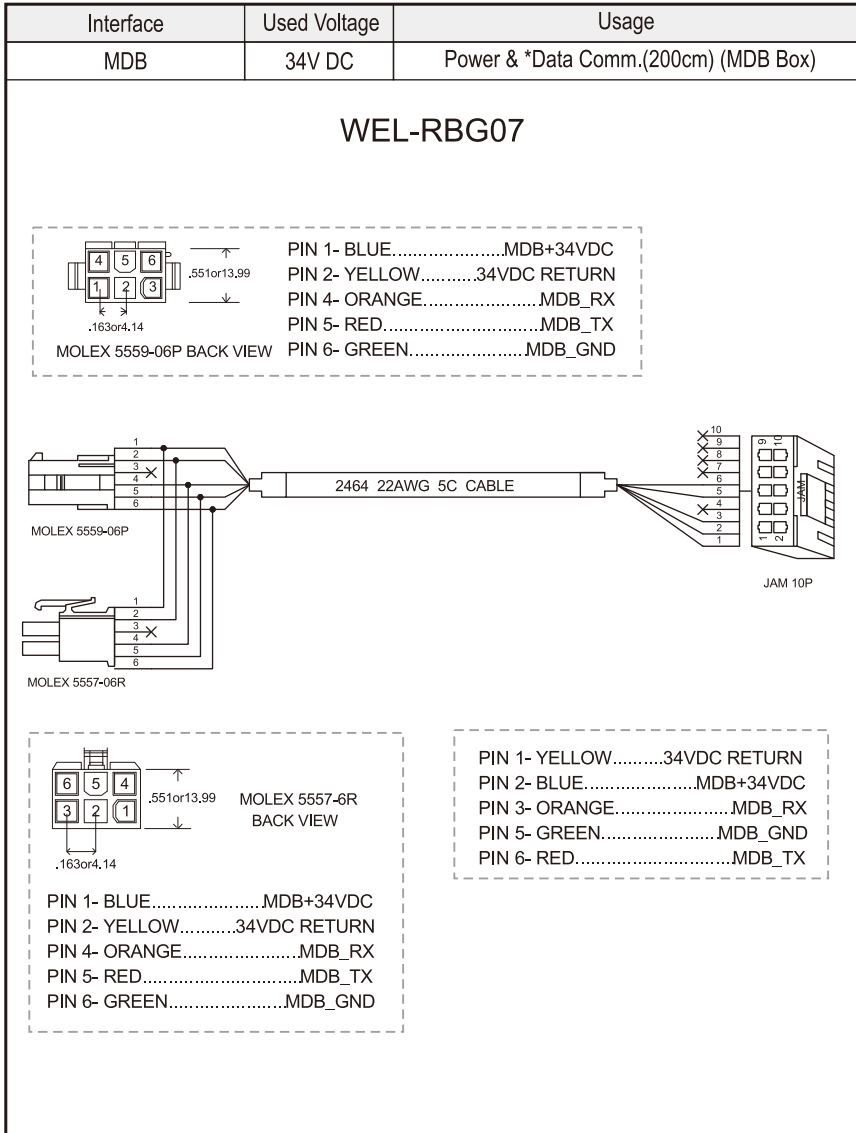 Interface Used Voltage Usage
MDB 34V DC Power & *Data Comm.(200cm) (MDB Box)
WEL-RBG07
4 5 6
1 2 3
.551or13.99
.163or4.14
MOLEX 5559-06P BACK VIEW
PIN 1- BLUE......................MDB+34VDC
PIN 2- YELLOW..........34VDC RETURN
PIN 4- ORANGE......................MDB_RX
PIN 5- RED.............................MDB_TX
PIN 6- GREEN.......................MDB_GND
1
2
3
4
5
6
MOLEX 5559-06P
2464 22AWG 5C CABLE
10
9
8
7
6
5
4
3
2
1
9 10
JAM
1 2
JAM 10P
1
2
3
4
5
6
MOLEX 5557-06R
6 5 4
3 2 1
.551or13.99
.163or4.14
MOLEX 5557-6R
BACK VIEW
PIN 1- BLUE......................MDB+34VDC
PIN 2- YELLOW..........34VDC RETURN
PIN 4- ORANGE......................MDB_RX
PIN 5- RED.............................MDB_TX
PIN 6- GREEN.......................MDB_GND
PIN 1- YELLOW.........34VDC RETURN
PIN 2- BLUE......................MDB+34VDC
PIN 3- ORANGE......................MDB_RX
PIN 5- GREEN......................MDB_GND
PIN 6- RED.............................MDB_TX